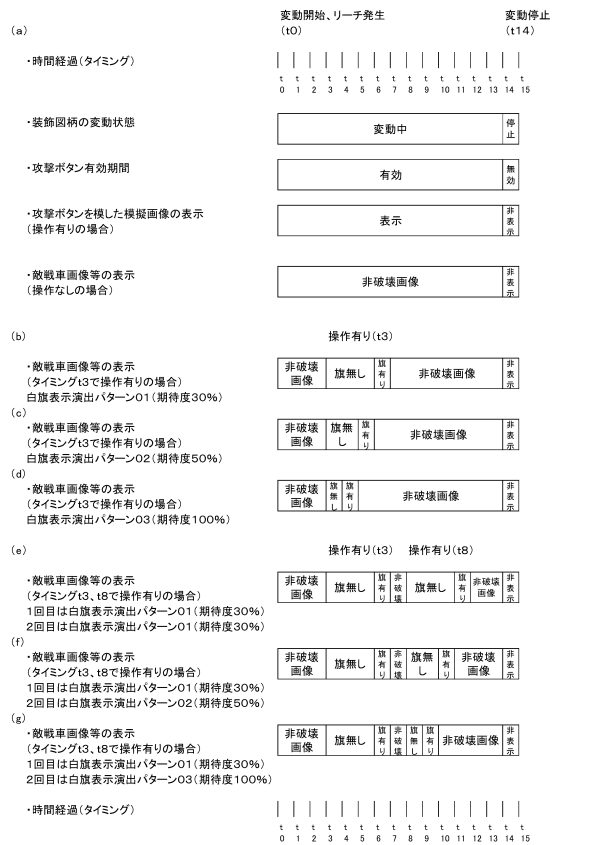 変動開始、リーチ発生
(t0)
変動停止
(t14)
(a)
・時間経過(タイミング)
t t t t t t t t t t t t t t t t
0 1 2 3 4 5 6 7 8 9 10 11 12 13 14 15
・装飾図柄の変動状態
変動中
停止
・攻撃ボタン有効期間
有効
無効
・攻撃ボタンを模した模擬画像の表示
(操作有りの場合)
表示
非表示
・敵戦車画像等の表示
(操作なしの場合)
非破壊画像
非表示
(b)
操作有り(t3)
・敵戦車画像等の表示
(タイミングt3で操作有りの場合)
白旗表示演出パターン01(期待度30%)
非破壊画像
旗無し
旗有り
非破壊画像
非表示
(c)
・敵戦車画像等の表示
(タイミングt3で操作有りの場合)
白旗表示演出パターン02(期待度50%)
非破壊画像
旗無し
旗有り
非破壊画像
非表示
(d)
・敵戦車画像等の表示
(タイミングt3で操作有りの場合)
白旗表示演出パターン03(期待度100%)
非破壊画像
旗無し
旗有り
非破壊画像
非表示
(e)
操作有り(t3) 操作有り(t8)
・敵戦車画像等の表示
(タイミングt3、t8で操作有りの場合)
1回目は白旗表示演出パターン01(期待度30%)
2回目は白旗表示演出パターン01(期待度30%)
非破壊画像
旗無し
旗有り
非破壊
旗無し
旗有り
非破壊画像
非表示
(f)
・敵戦車画像等の表示
(タイミングt3、t8で操作有りの場合)
1回目は白旗表示演出パターン01(期待度30%)
2回目は白旗表示演出パターン02(期待度50%)
非破壊画像
旗無し
旗有り
非破壊
旗無し
旗有り
非破壊画像
非表示
(g)
・敵戦車画像等の表示
(タイミングt3、t8で操作有りの場合)
1回目は白旗表示演出パターン01(期待度30%)
2回目は白旗表示演出パターン03(期待度100%)
非破壊画像
旗無し
旗有り
非破壊
旗無し
旗有り
非破壊画像
非表示
・時間経過(タイミング)
t t t t t t t t t t t t t t t t
0 1 2 3 4 5 6 7 8 9 10 11 12 13 14 15